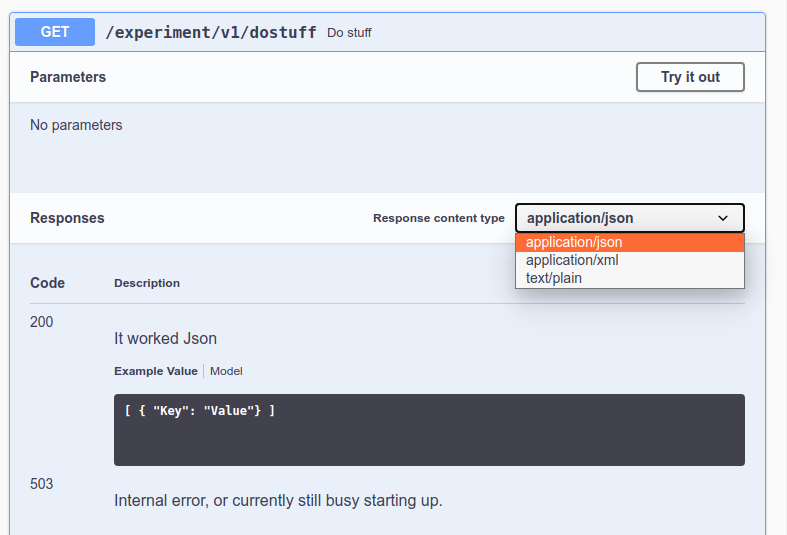 GET /experiment/v1/dostuff Do stuff
Parameters Try it out
No parameters
Responses Response content type application/json
application/json
application/xml
text/plain
Code Description
200
It worked Json
Example Value Model
[ { "Key": "Value"} ]
503
Internal error, or currently still busy starting up.